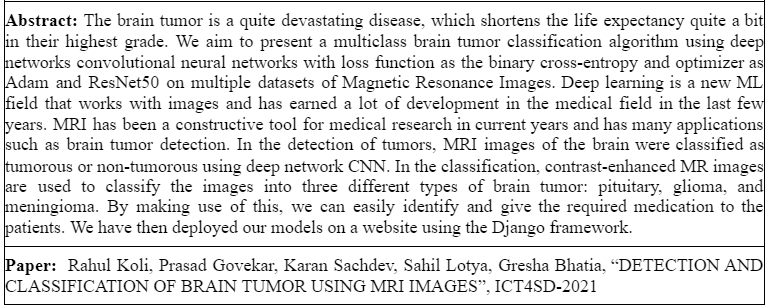 Abstract: The brain tumor is a quite devastating disease, which shortens the life expectancy quite a bit
in their highest grade. We aim to present a multiclass brain tumor classification algorithm using deep
networks convolutional neural networks with loss function as the binary cross-entropy and optimizer as
Adam and ResNet50 on multiple datasets of Magnetic Resonance Images. Deep learning is a new ML
field that works with images and has earned a lot of development in the medical field in the last few
years. MRI has been a constructive tool for medical research in current years and has many applications
such as brain tumor detection. In the detection of tumors, MRI images of the brain were classified as
tumorous or non-tumorous using deep network CNN. In the classification, contrast-enhanced MR images
are used to classify the images into three different types of brain tumor: pituitary, glioma, and
meningioma. By making use of this, we can easily identify and give the required medication to the
patients. We have then deployed our models on a website using the Django framework.
Paper: Rahul Koli, Prasad Govekar, Karan Sachdev, Sahil Lotya, Gresha Bhatia, “DETECTION AND
CLASSIFICATION OF BRAIN TUMOR USING MRI IMAGES”, ICT4SD-2021